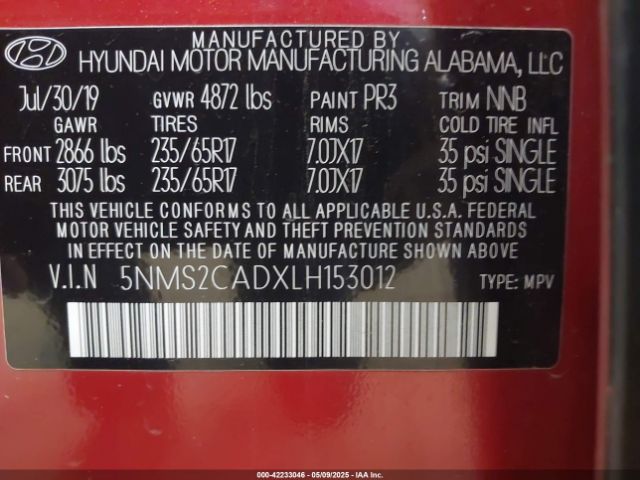 MANUFACTURED BY
HYUNDAI MOTOR MANUFACTURING ALABAMA, LLC
Jul/30/19 GVWR 4872 lbs PAINT PR3 TRIM NNB
GAWR TIRES RIMS COLD TIRE INFL
FRONT 2866 lbs 235/65R17 7.0JX17 35 psi SINGLE
REAR 3075 lbs 235/65R17 7.0JX17 35 psi SINGLE
THIS VEHICLE CONFORMS TO ALL APPLICABLE U.S.A. FEDERAL
MOTOR VEHICLE SAFETY AND THEFT PREVENTION STANDARDS
IN EFFECT ON THE DATE OF MANUFACTURE SHOWN ABOVE.
V.I.N 5NMS2CADXLH153012 TYPE: MPV
000-42233046 - 05/09/2025 - IAA Inc.